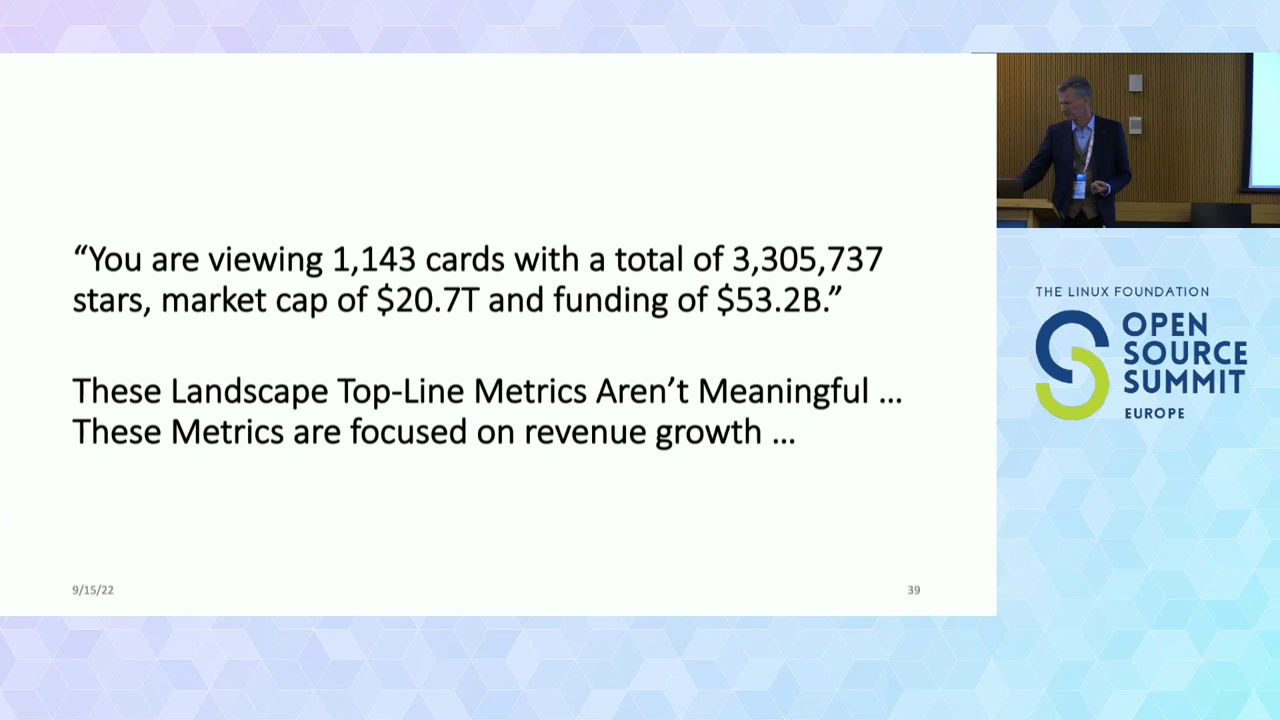 “You are viewing 1,143 cards with a total of 3,305,737
stars, market cap of $20.7T and funding of $53.2B.”
These Landscape Top-Line Metrics Aren’t Meaningful ...
These Metrics are focused on revenue growth ...
9/15/22
39
THE LINUX FOUNDATION
OPEN
SOURCE
SUMMIT
EUROPE